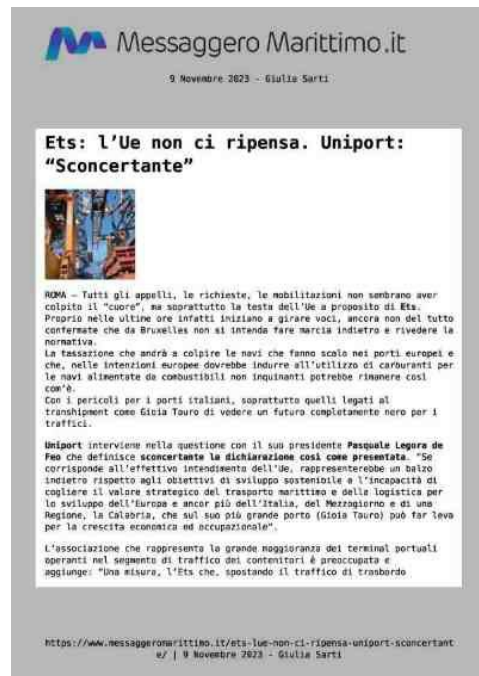 Messaggero Marittimo.it
9 Novembre 2023 - Giulia Sarti
Ets: l’Ue non ci ripensa. Uniport:
“Sconcertante”
ROMA – Tutti gli appelli, le richieste, le mobilitazioni non sembrano aver
colpito il “cuore”, ma soprattutto la testa dell’Ue a proposito di Ets.
Proprio nelle ultime ore infatti iniziano a girare voci, ancora non del tutto
confermate che da Bruxelles non si intenda fare marcia indietro e rivedere la
normativa.
La tassazione che andrà a colpire le navi che fanno scalo nei porti europei e
che, nelle intenzioni europee dovrebbe indurre all’utilizzo di carburanti per
le navi alimentate da combustibili non inquinanti potrebbe rimanere così
com’è.
Con i pericoli per i porti italiani, soprattutto quelli legati al
transhipment come Gioia Tauro di vedere un futuro completamente nero per i
traffici.
Uniport interviene nella questione con il suo presidente Pasquale Legora de
Feo che definisce sconcertante la dichiarazione così come presentata. “Se
corrisponde all’effettivo intendimento dell’Ue, rappresenterebbe un balzo
indietro rispetto agli obiettivi di sviluppo sostenibile e l’incapacità di
cogliere il valore strategico del trasporto marittimo e della logistica per
lo sviluppo dell’Europa e ancor più dell’Italia, del Mezzogiorno e di una
Regione, la Calabria, che sul suo più grande porto (Gioia Tauro) può far leva
per la crescita economica ed occupazionale”.
L’associazione che rappresenta la grande maggioranza dei terminal portuali
operanti nel segmento di traffico dei contenitori è preoccupata e
aggiunge: “Una misura, l’Ets che, spostando il traffico di trasbordo
https://www.messaggeromarittimo.it/ets-lue-non-ci-ripensa-uniport-sconcertant
e/ | 9 Novembre 2023 - Giulia Sarti